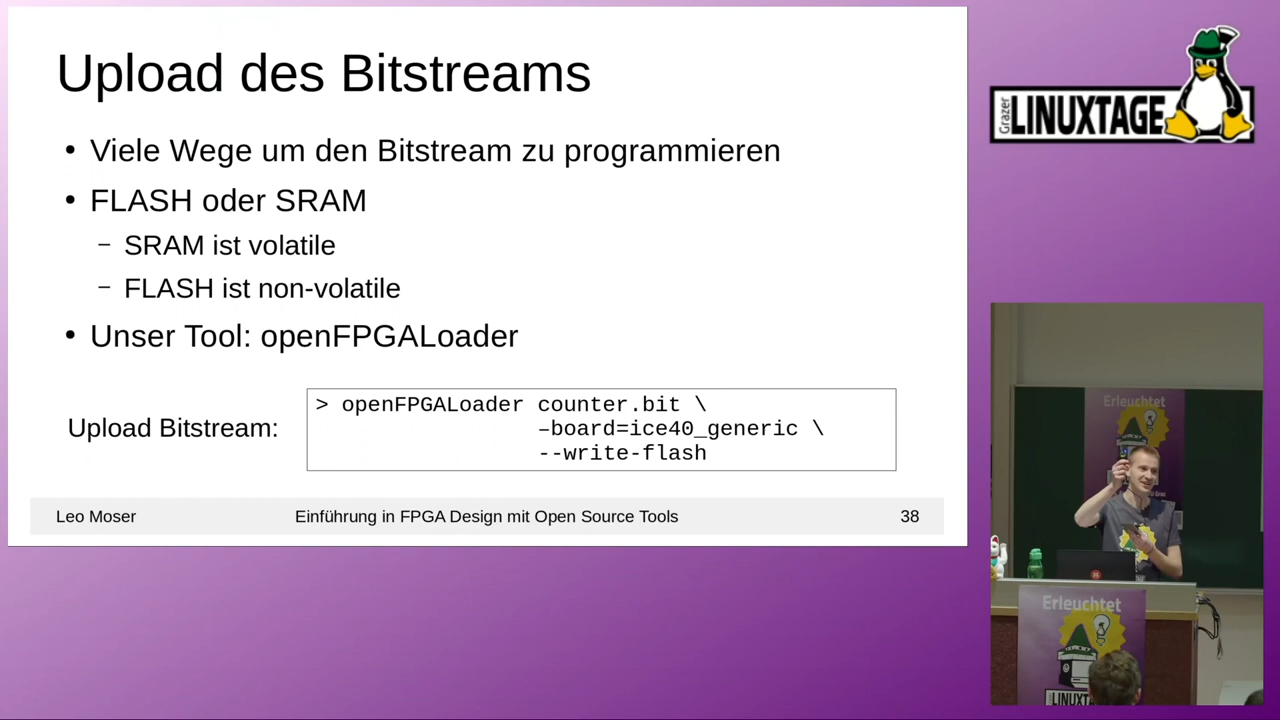 Upload des Bitstreams
• Viele Wege um den Bitstream zu programmieren
• FLASH oder SRAM
– SRAM ist volatile
– FLASH ist non-volatile
• Unser Tool: openFPGALoader
Upload Bitstream:
> openFPGALoader counter.bit \
–board=ice40_generic \
--write-flash
Leo Moser
Einführung in FPGA Design mit Open Source Tools
38
Grazer
LINUXTAGE
Erleuchtet
Erleuchtet